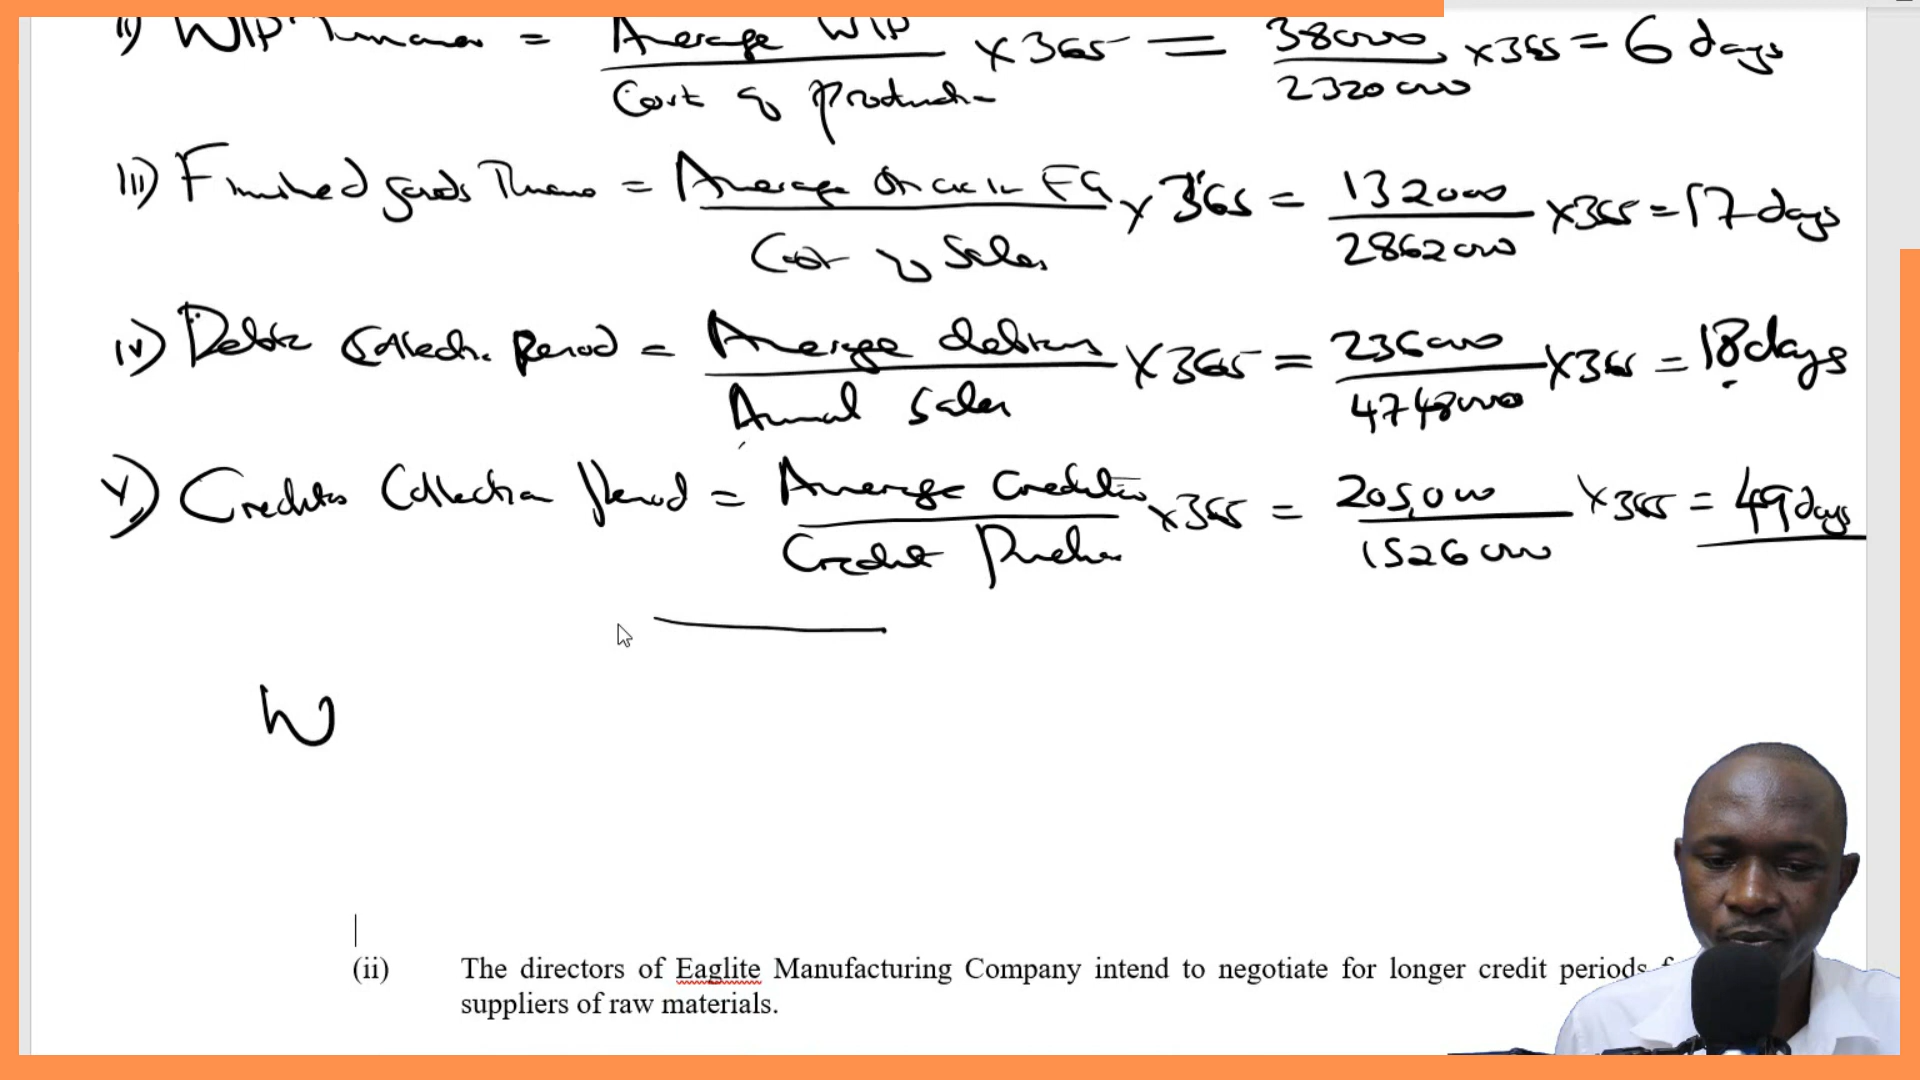 ii) WIP Turnover = Average WIP / Cost of production x 365 = 38000 / 2320000 x 365 = 6 days
iii) Finished goods Turnover = Average Stock in FG / Cost of Sales x 365 = 132000 / 2862000 x 365 = 17 days
iv) Debtors Collection Period = Average debtors / Annual Sales x 365 = 236000 / 4748000 x 365 = 18 days
v) Creditors Collection Period = Average Creditors / Credit Purchases x 365 = 205,000 / 1526000 x 365 = 49 days
W
(ii) The directors of Eaglite Manufacturing Company intend to negotiate for longer credit periods
suppliers of raw materials.